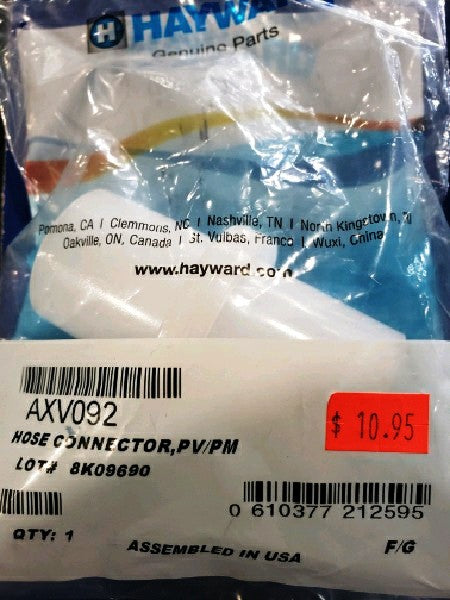 HAYWA
Genuine Parts
Pomona, CA | Clemmons, NC | Nashville, TN | North Kingstown,
Oakville, ON, Canada | St. Vulbas, France | Wuxi, China
www.hayward.com
AXV092
HOSE CONNECTOR,PV/PM
LOT# 8K09690
$ 10.95
0 610377 212595
QTY: 1
ASSEMBLED IN USA
F/G